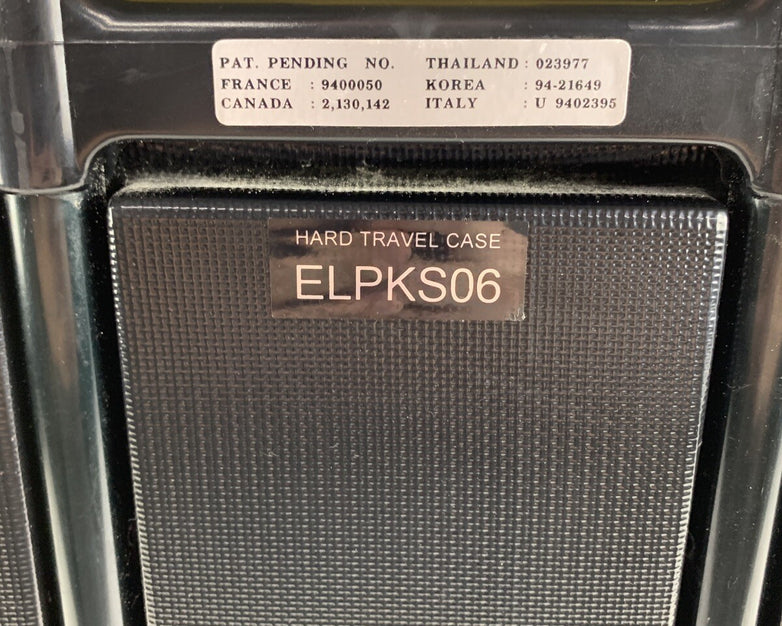 PAT. PENDING NO. THAILAND : 023977
FRANCE : 9400050 KOREA : 94-21649
CANADA : 2,130,142 ITALY : U 9402395
HARD TRAVEL CASE
ELPKS06